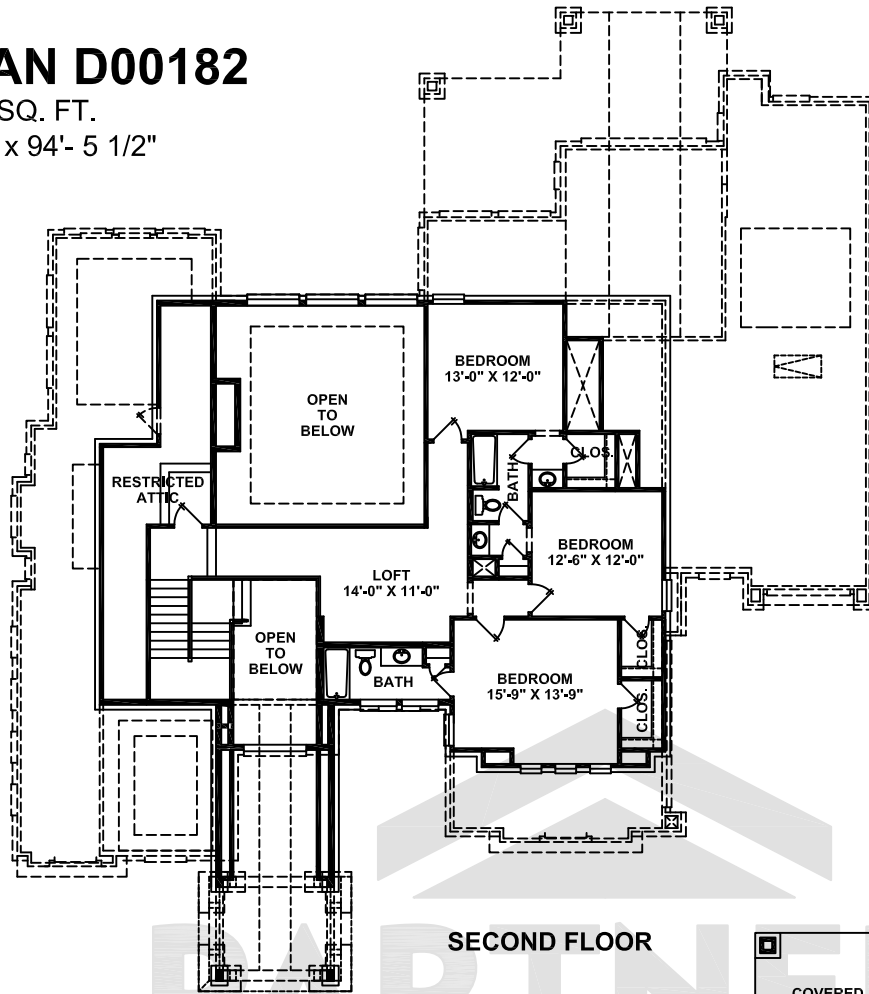 AN D00182
SQ. FT.
x 94'- 5 1/2"
BEDROOM
13'-0" X 12'-0"
OPEN
TO
BELOW
CLOS.
BATH
RESTRICTED
ATTIC
BEDROOM
12'-6" X 12'-0"
LOFT
14'-0" X 11'-0"
OPEN
TO
BELOW
CLOS.
BATH
BEDROOM
15'-9" X 13'-9"
CLOS.
SECOND FLOOR
PARTNE
COVERED